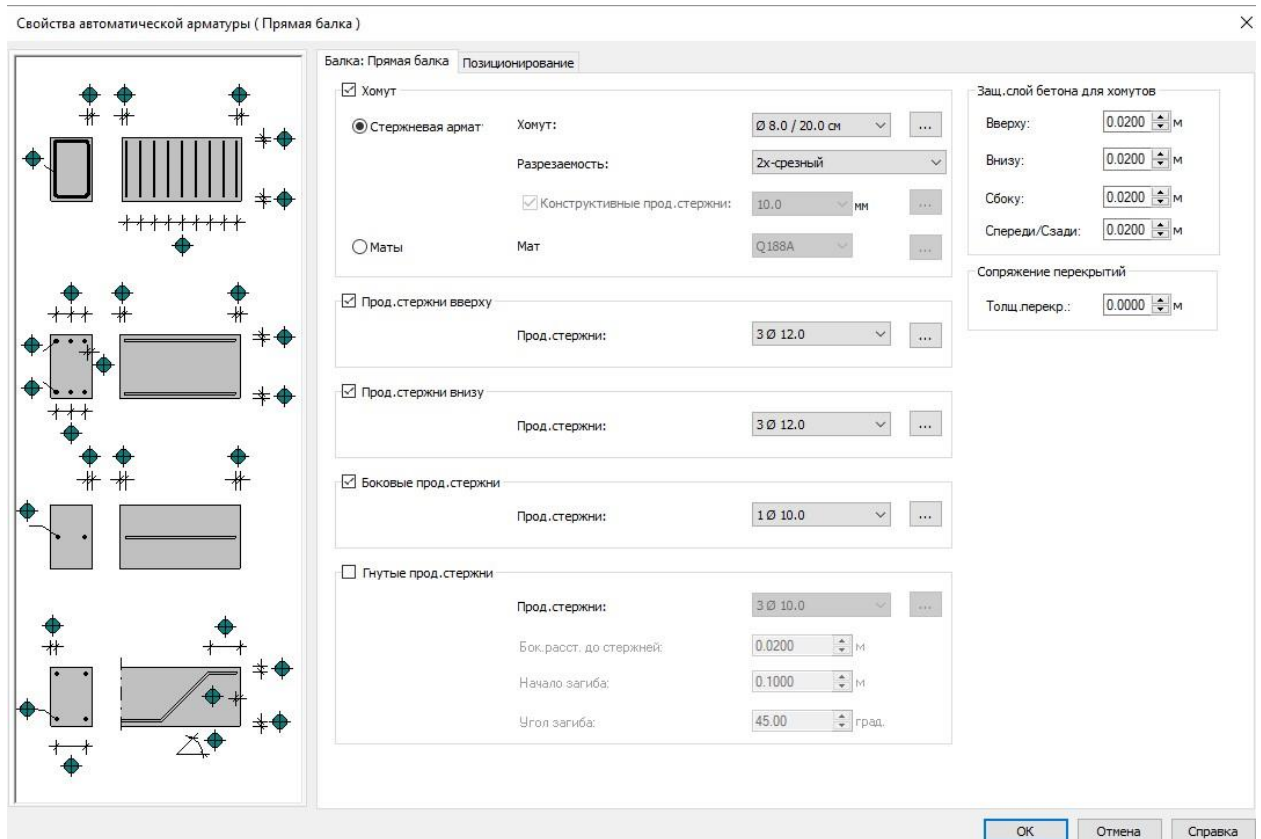 Свойства автоматической арматуры ( Прямая балка )
Балка: Прямая балка Позиционирование
Хомут
Стержневая армат
Хомут: Ø 8.0 / 20.0 см ...
Разрезаемость: 2х-срезный
Конструктивные прод.стержни: 10.0 мм ...
Маты Мат Q188A ...
Прод.стержни вверху
Прод.стержни: 3 Ø 12.0 ...
Прод.стержни внизу
Прод.стержни: 3 Ø 12.0 ...
Боковые прод.стержни
Прод.стержни: 1 Ø 10.0 ...
Гнутые прод.стержни
Прод.стержни: 3 Ø 10.0 ...
Бок.расст. до стержней: 0.0200 м
Начало загиба: 0.1000 м
Угол загиба: 45.00 град.
Защ.слой бетона для хомутов
Вверху: 0.0200 м
Внизу: 0.0200 м
Сбоку: 0.0200 м
Спереди/Сзади: 0.0200 м
Сопряжение перекрытий
Толщ.перекр.: 0.0000 м
OK Отмена Справка